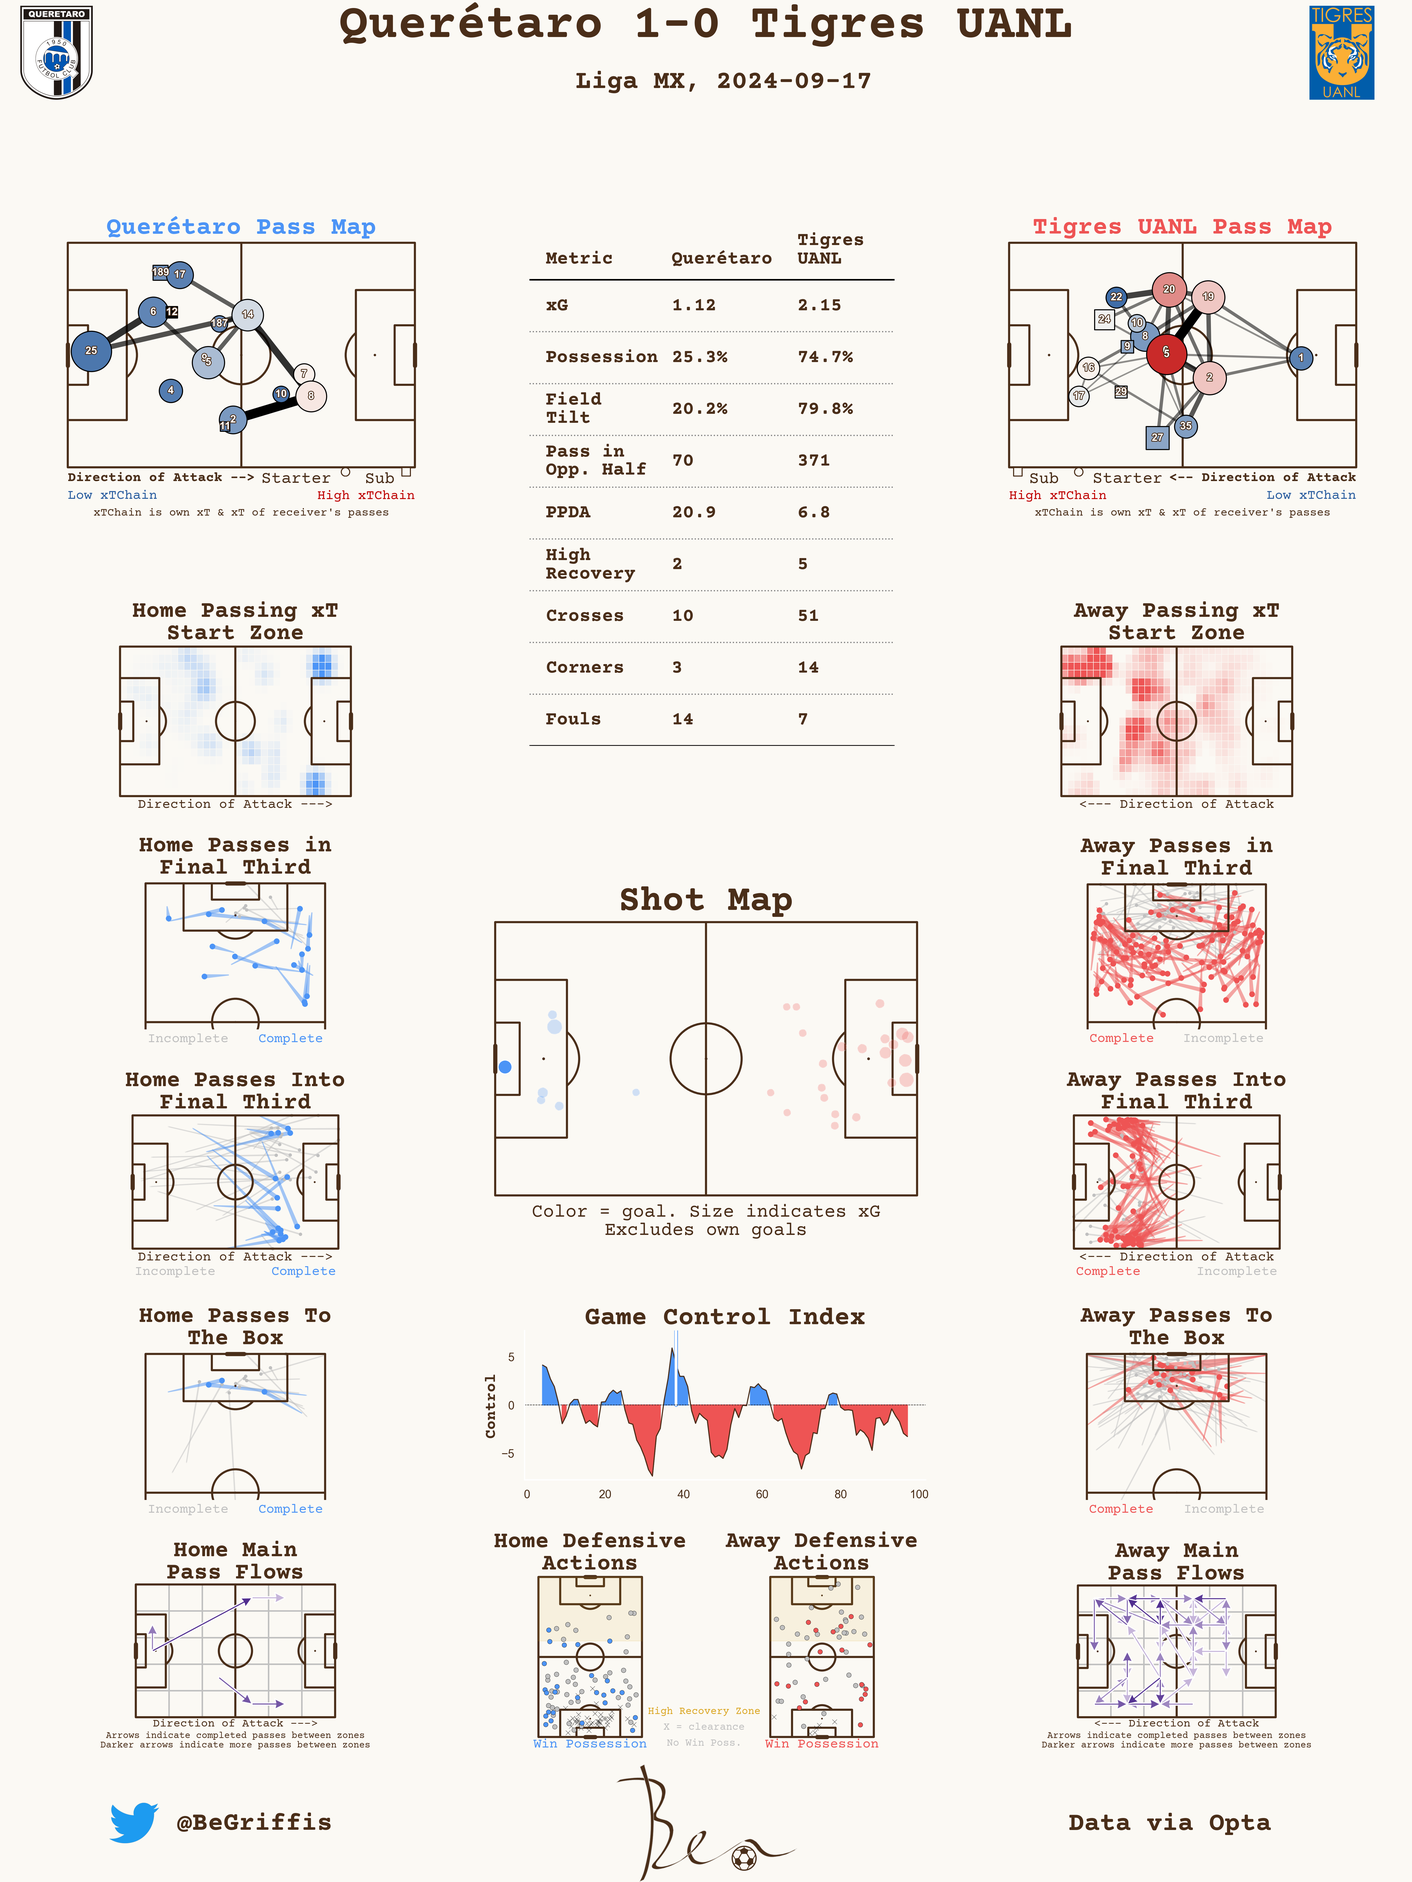 Querétaro 1-0 Tigres UANL
Liga MX, 2024-09-17
QUERETARO
1950
FUTBOL CLUB
TIGRES
UANL
Querétaro Pass Map
189
17
6
12
187
14
25
5
7
4
10
8
2
11
Direction of Attack --> Starter Sub
Low xTChain High xTChain
xTChain is own xT & xT of receiver's passes
Metric Querétaro Tigres UANL
xG 1.12 2.15
Possession 25.3% 74.7%
Field Tilt 20.2% 79.8%
Pass in Opp. Half 70 371
PPDA 20.9 6.8
High Recovery 2 5
Crosses 10 51
Corners 3 14
Fouls 14 7
Tigres UANL Pass Map
22
20
19
24
10
8
9
5
1
16
2
17
29
35
27
Sub Starter <-- Direction of Attack
High xTChain Low xTChain
xTChain is own xT & xT of receiver's passes
Home Passing xT
Start Zone
Direction of Attack --->
Away Passing xT
Start Zone
<--- Direction of Attack
Home Passes in
Final Third
Incomplete Complete
Away Passes in
Final Third
Complete Incomplete
Shot Map
Color = goal. Size indicates xG
Excludes own goals
Home Passes Into
Final Third
Direction of Attack --->
Incomplete Complete
Away Passes Into
Final Third
<--- Direction of Attack
Complete Incomplete
Home Passes To
The Box
Incomplete Complete
Game Control Index
Control
5
0
−5
0 20 40 60 80 100
Away Passes To
The Box
Complete Incomplete
Home Main
Pass Flows
Direction of Attack --->
Arrows indicate completed passes between zones
Darker arrows indicate more passes between zones
Home Defensive
Actions
Win Possession
Away Defensive
Actions
Win Possession
High Recovery Zone
X = clearance
No Win Poss.
Away Main
Pass Flows
<--- Direction of Attack
Arrows indicate completed passes between zones
Darker arrows indicate more passes between zones
@BeGriffis
Ben
Data via Opta